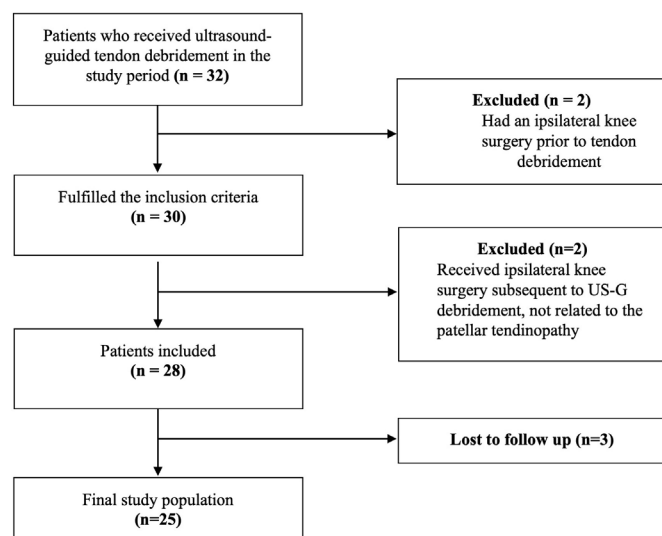 Patients who received ultrasound-
guided tendon debridement in the
study period (n = 32)
Excluded (n = 2)
Had an ipsilateral knee
surgery prior to tendon
debridement
Fulfilled the inclusion criteria
(n = 30)
Excluded (n=2)
Received ipsilateral knee
surgery subsequent to US-G
debridement, not related to the
patellar tendinopathy
Patients included
(n = 28)
Lost to follow up (n=3)
Final study population
(n=25)